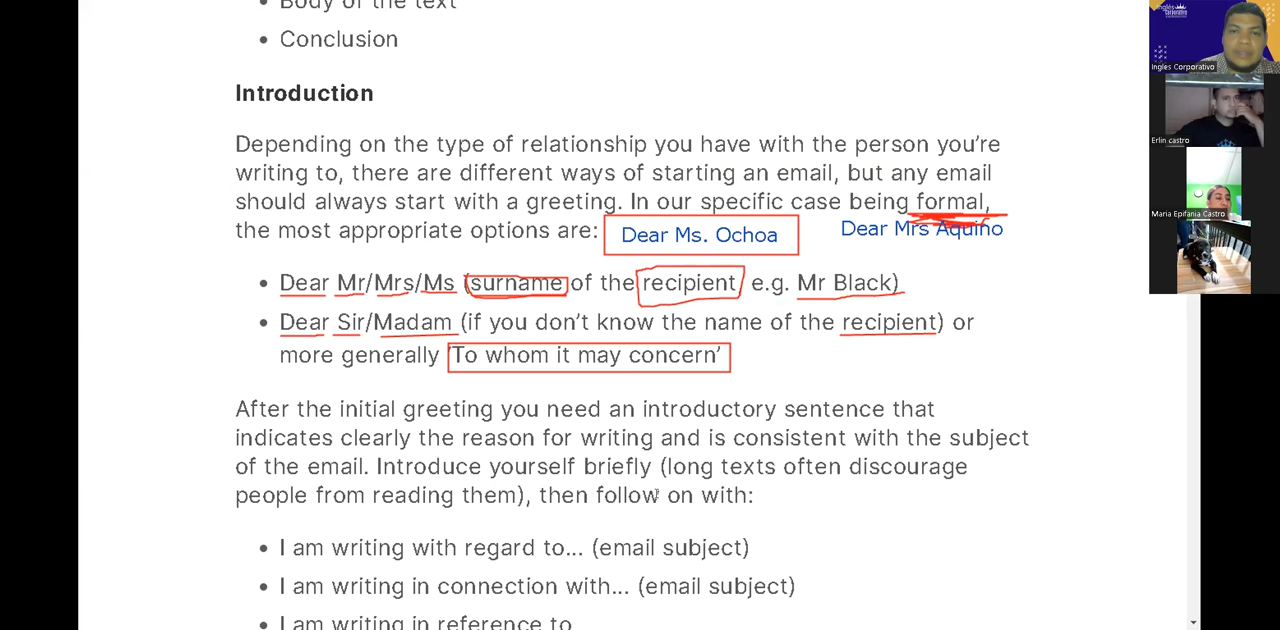 Body of the text
Conclusion
Introduction
Depending on the type of relationship you have with the person you're
writing to, there are different ways of starting an email, but any email
should always start with a greeting. In our specific case being formal,
the most appropriate options are:
Dear Ms. Ochoa
Dear Mrs Aquino
Dear Mr/Mrs/Ms (surname of the recipient, e.g. Mr Black)
Dear Sir/Madam (if you don't know the name of the recipient) or
more generally 'To whom it may concern'
After the initial greeting you need an introductory sentence that
indicates clearly the reason for writing and is consistent with the subject
of the email. Introduce yourself briefly (long texts often discourage
people from reading them), then follow on with:
I am writing with regard to... (email subject)
I am writing in connection with... (email subject)
I am writing in reference to
Ingles Corporativo
Erlin castro
Maria Epifania Castro